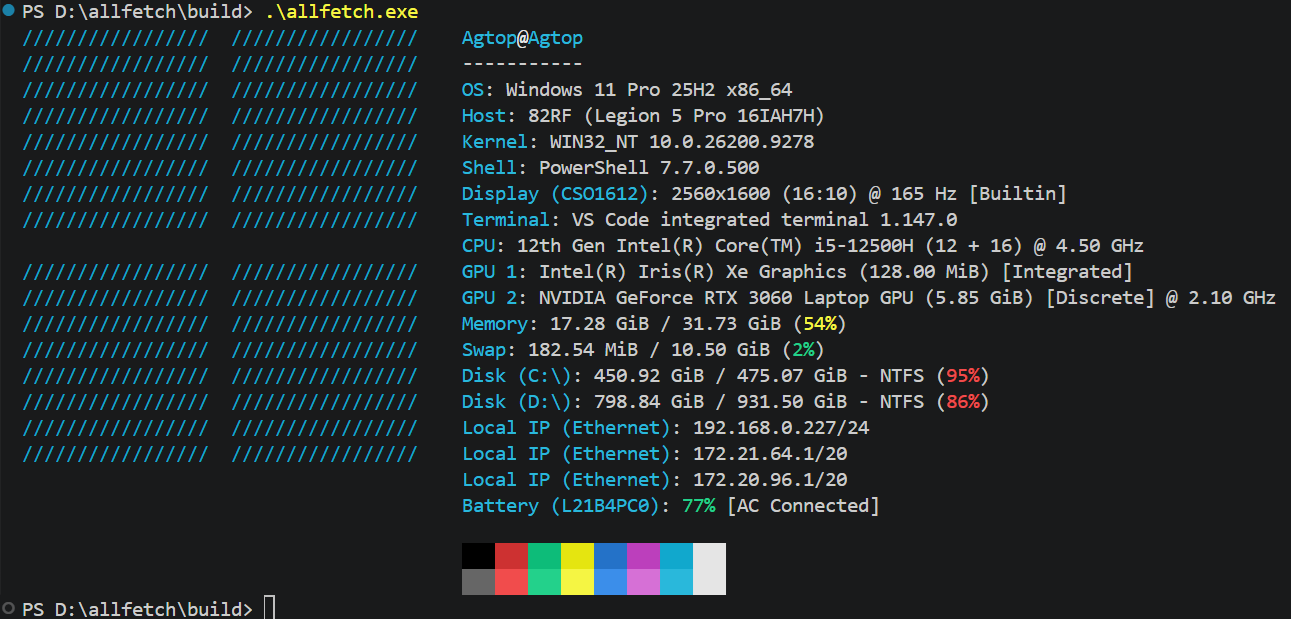 PS D:\allfetch\build> .\allfetch.exe
/////////////////  /////////////////    Agtop@Agtop
/////////////////  /////////////////    -----------
/////////////////  /////////////////    OS: Windows 11 Pro 25H2 x86_64
/////////////////  /////////////////    Host: 82RF (Legion 5 Pro 16IAH7H)
/////////////////  /////////////////    Kernel: WIN32_NT 10.0.26200.9278
/////////////////  /////////////////    Shell: PowerShell 7.7.0.500
/////////////////  /////////////////    Display (CSO1612): 2560x1600 (16:10) @ 165 Hz [Builtin]
/////////////////  /////////////////    Terminal: VS Code integrated terminal 1.147.0
                                        CPU: 12th Gen Intel(R) Core(TM) i5-12500H (12 + 16) @ 4.50 GHz
/////////////////  /////////////////    GPU 1: Intel(R) Iris(R) Xe Graphics (128.00 MiB) [Integrated]
/////////////////  /////////////////    GPU 2: NVIDIA GeForce RTX 3060 Laptop GPU (5.85 GiB) [Discrete] @ 2.10 GHz
/////////////////  /////////////////    Memory: 17.28 GiB / 31.73 GiB (54%)
/////////////////  /////////////////    Swap: 182.54 MiB / 10.50 GiB (2%)
/////////////////  /////////////////    Disk (C:\): 450.92 GiB / 475.07 GiB - NTFS (95%)
/////////////////  /////////////////    Disk (D:\): 798.84 GiB / 931.50 GiB - NTFS (86%)
/////////////////  /////////////////    Local IP (Ethernet): 192.168.0.227/24
/////////////////  /////////////////    Local IP (Ethernet): 172.21.64.1/20
                                        Local IP (Ethernet): 172.20.96.1/20
                                        Battery (L21B4PC0): 77% [AC Connected]
PS D:\allfetch\build>